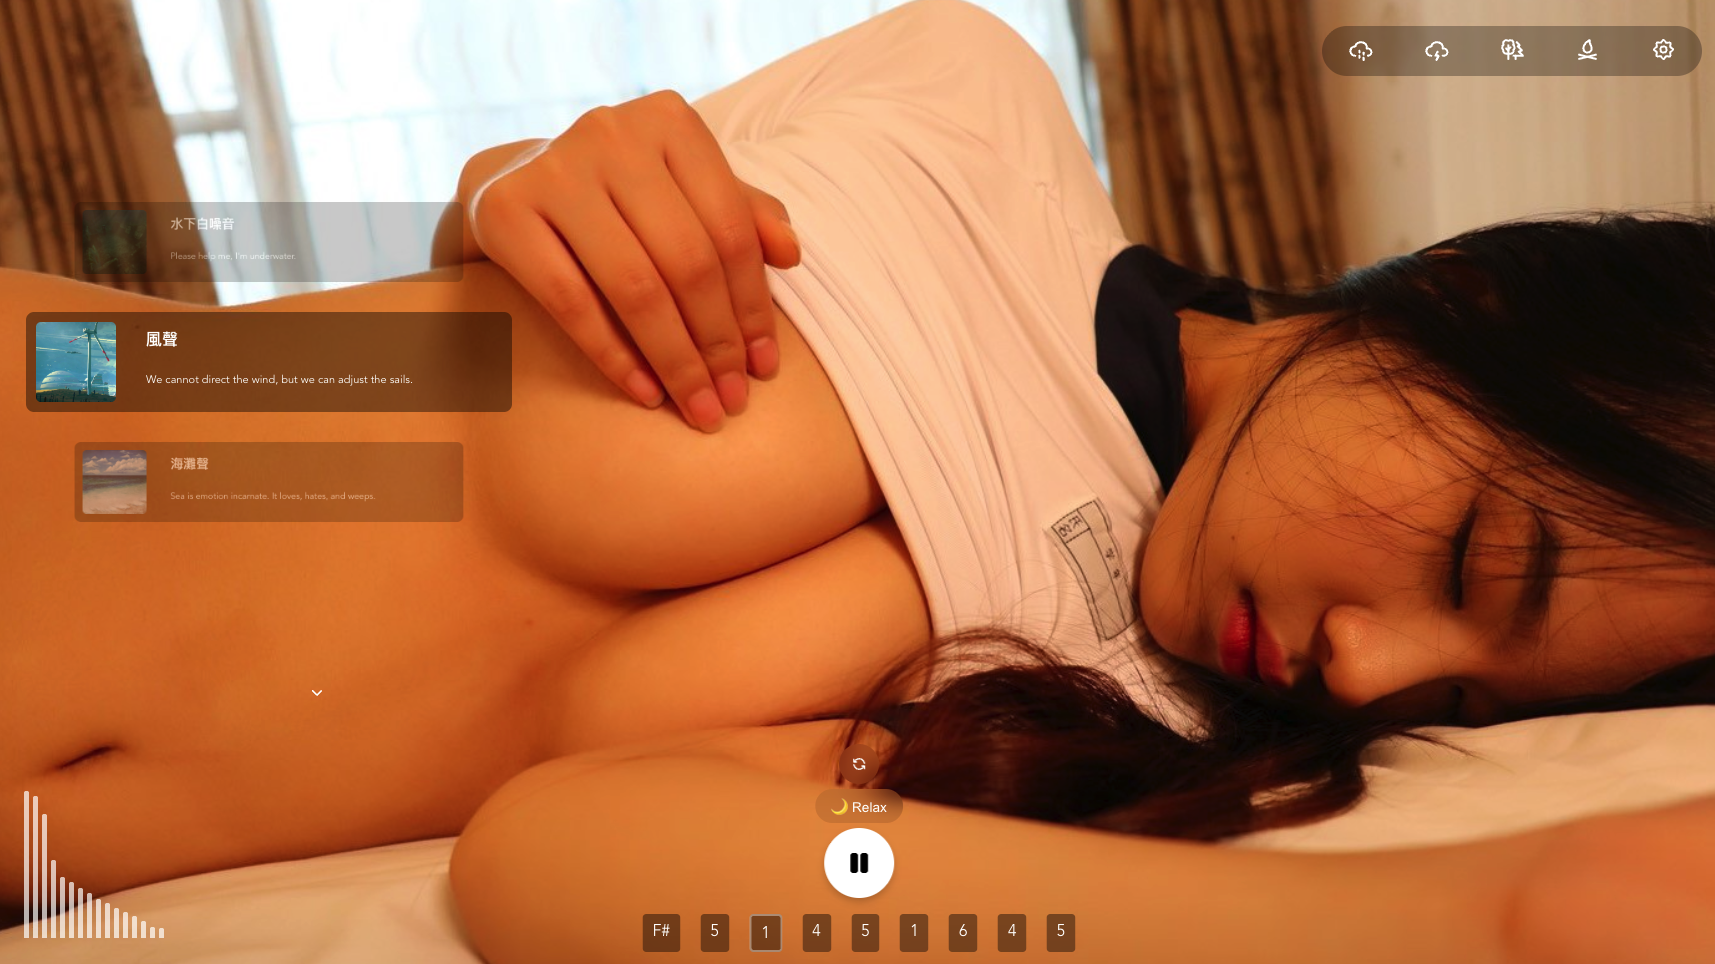 水下白噪音
Please help me, I'm underwater.
風聲
We cannot direct the wind, but we can adjust the sails.
海灘聲
Sea is emotion incarnate. It loves, hates, and weeps.
🌙 Relax
F# 5 1 4 5 1 6 4 5